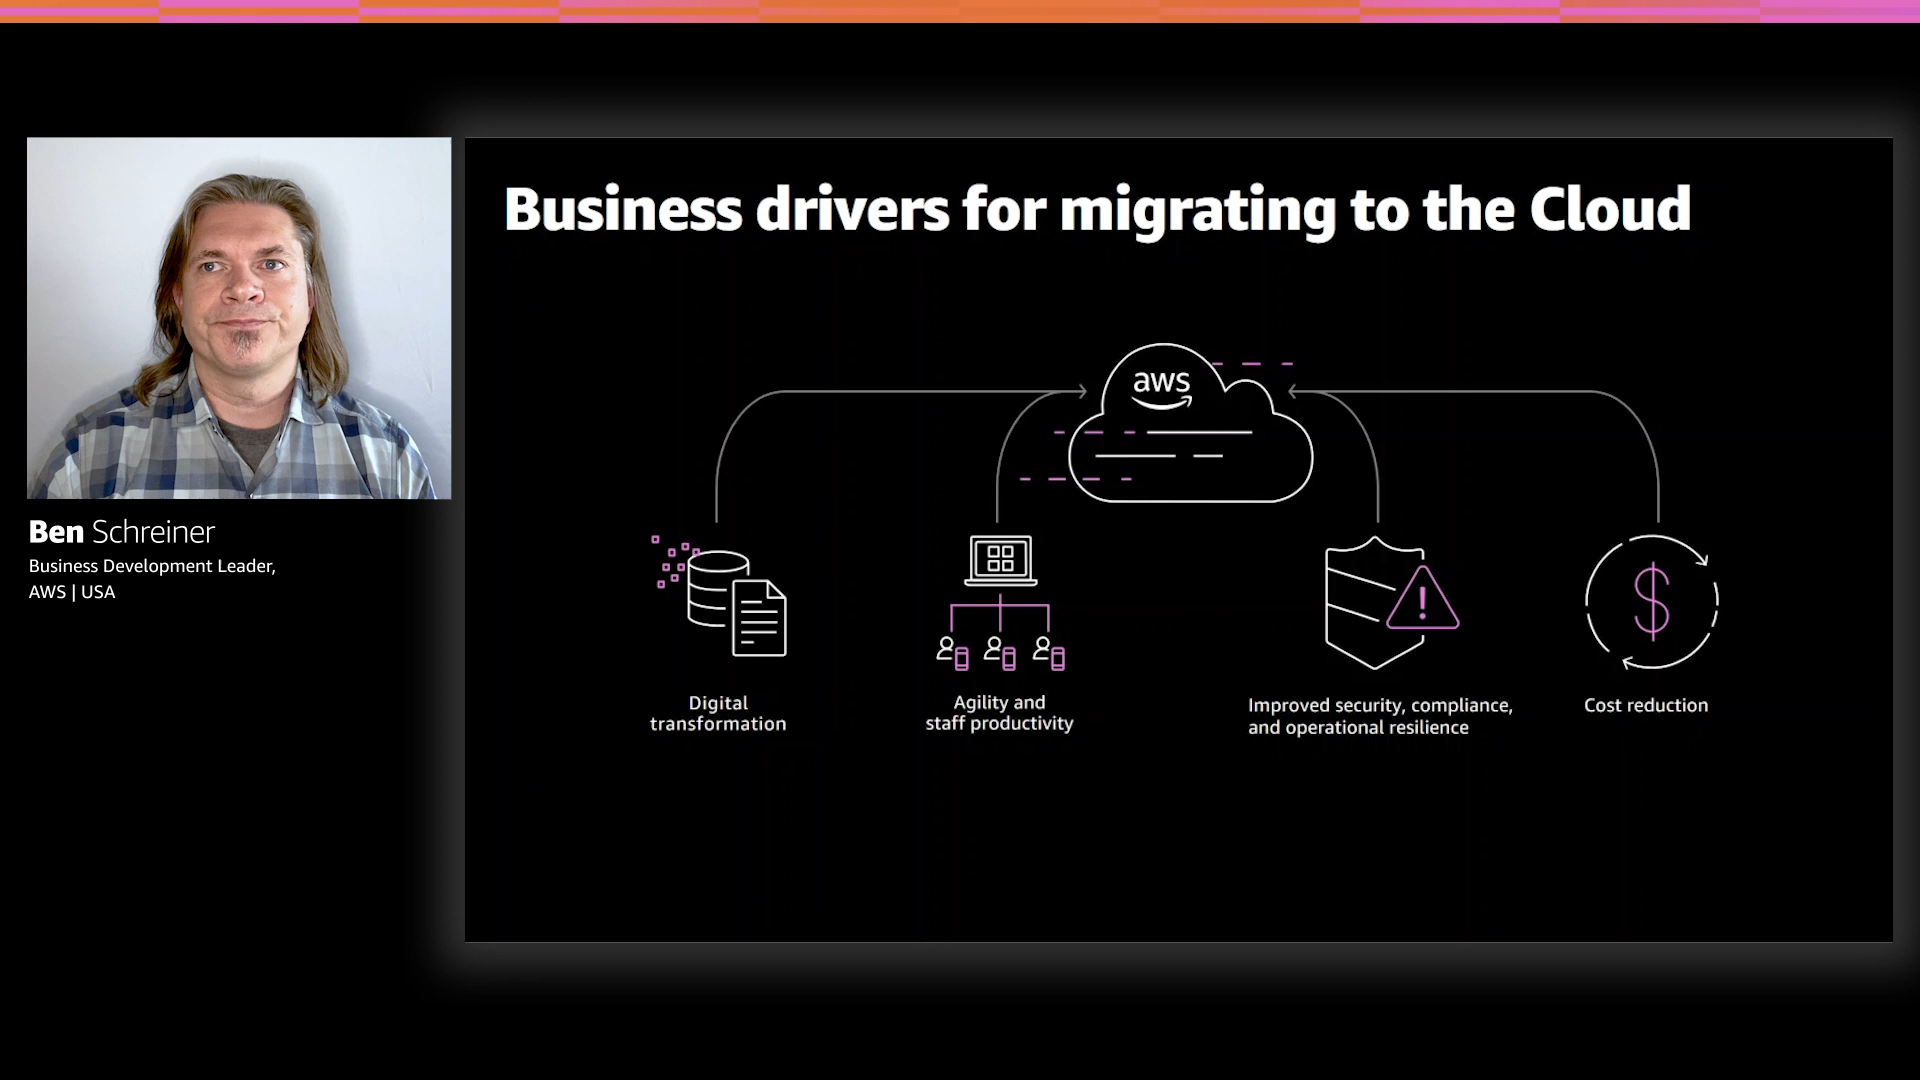 Business drivers for migrating to the Cloud
aws
Ben Schreiner
Business Development Leader,
AWS | USA
Digital
transformation
Agility and
staff productivity
Improved security, compliance,
and operational resilience
Cost reduction